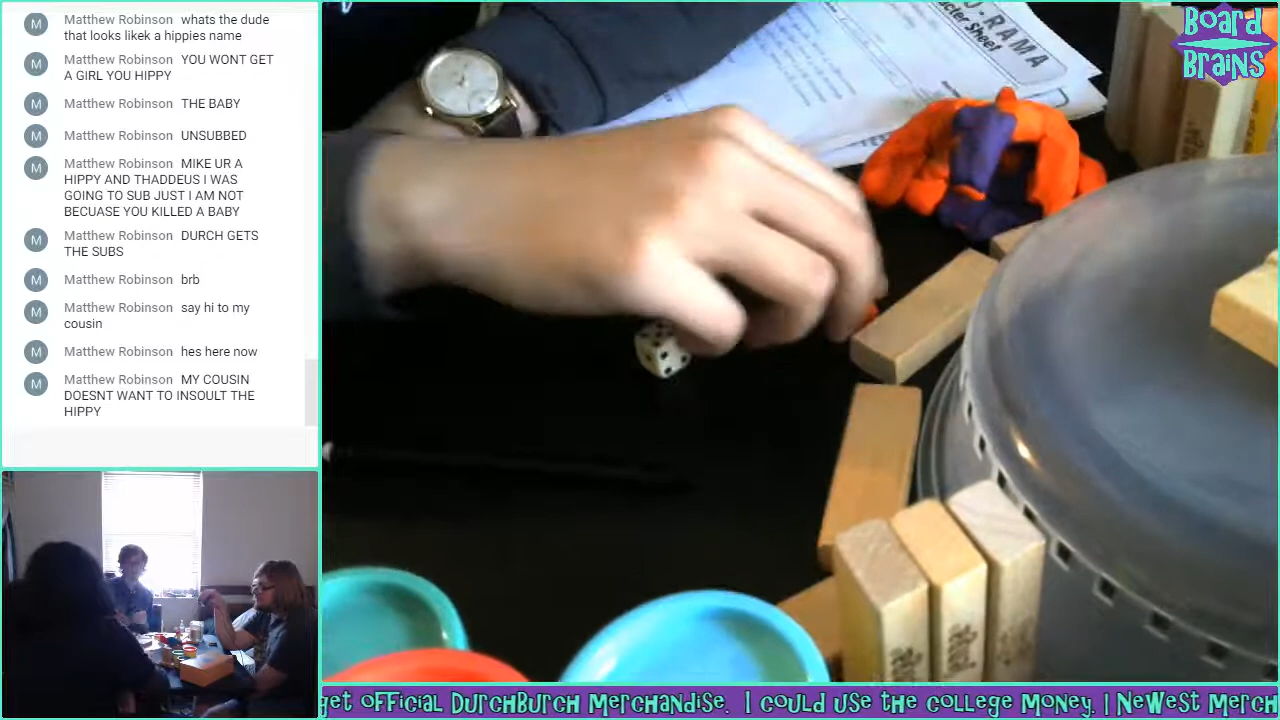 Matthew Robinson whats the dude
that looks likek a hippies name
Matthew Robinson YOU WONT GET
A GIRL YOU HIPPY
Matthew Robinson THE BABY
Matthew Robinson UNSUBBED
Matthew Robinson MIKE UR A
HIPPY AND THADDEUS I WAS
GOING TO SUB JUST I AM NOT
BECUASE YOU KILLED A BABY
Matthew Robinson DURCH GETS
THE SUBS
Matthew Robinson brb
Matthew Robinson say hi to my
cousin
Matthew Robinson hes here now
Matthew Robinson MY COUSIN
DOESNT WANT TO INSOULT THE
HIPPY
M
M
M
M
M
M
M
M
M
M
-RAMA
Character Sheet
Board
Brains
get official DurchBurch Merchandise. I could use the college money. | Newest Merch